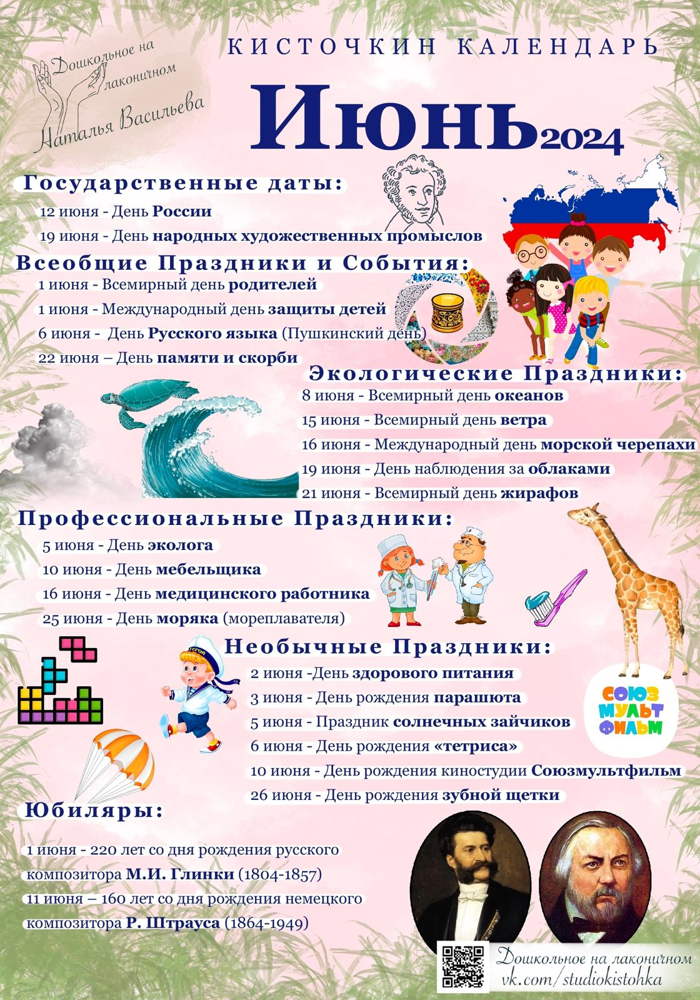 Дошкольное на
лаконичном
Наталья Васильева
КИСТОЧКИН КАЛЕНДАРЬ
Июнь 2024
Государственные даты:
12 июня - День России
19 июня - День народных художественных промыслов
Всеобщие Праздники и События:
1 июня - Всемирный день родителей
1 июня - Международный день защиты детей
6 июня - День Русского языка (Пушкинский день)
22 июня – День памяти и скорби
Экологические Праздники:
8 июня - Всемирный день океанов
15 июня - Всемирный день ветра
16 июня - Международный день морской черепахи
19 июня - День наблюдения за облаками
21 июня - Всемирный день жирафов
Профессиональные Праздники:
5 июня - День эколога
10 июня - День мебельщика
16 июня - День медицинского работника
25 июня - День моряка (мореплавателя)
ГЕРОЙ
Необычные Праздники:
2 июня -День здорового питания
3 июня - День рождения парашюта
5 июня - Праздник солнечных зайчиков
6 июня - День рождения «тетриса»
10 июня - День рождения киностудии Союзмультфильм
26 июня - День рождения зубной щетки
СОЮЗ
МУЛЬТ
ФИЛЬМ
Юбиляры:
1 июня - 220 лет со дня рождения русского
композитора М.И. Глинки (1804-1857)
11 июня – 160 лет со дня рождения немецкого
композитора Р. Штрауса (1864-1949)
Дошкольное на лаконичном
vk.com/studiokistohka